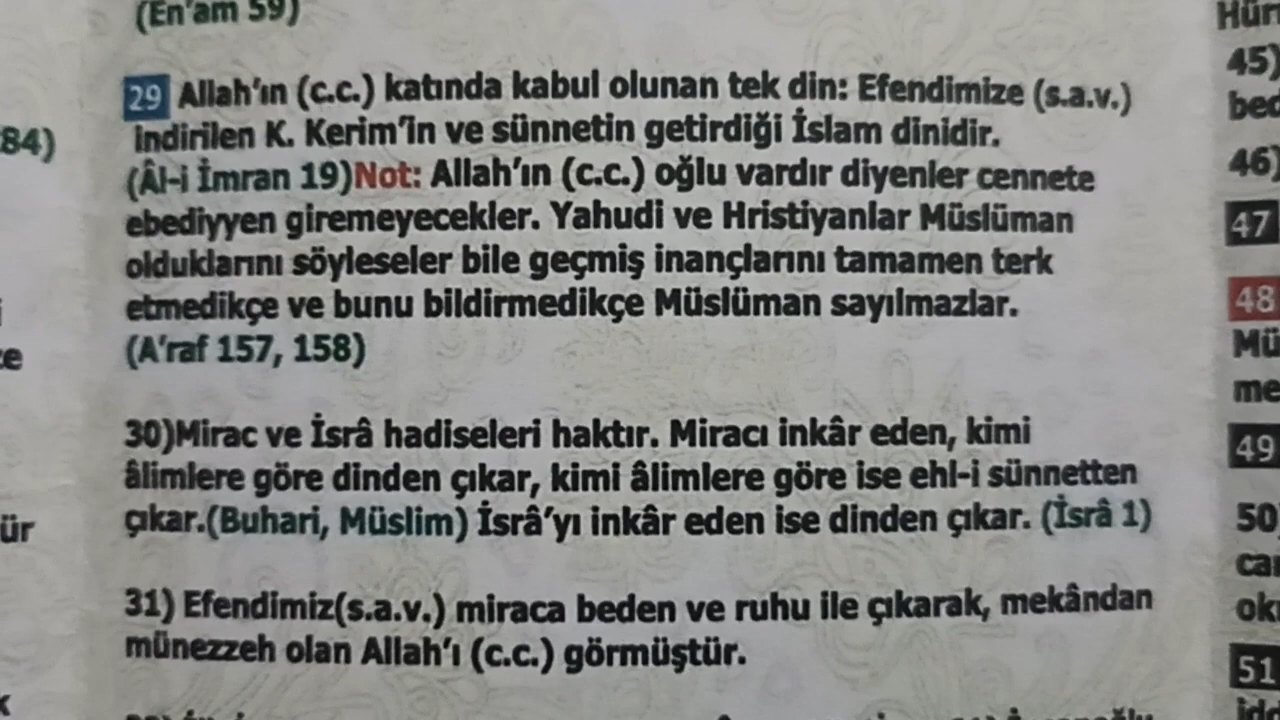 (En'am 59)
29 Allah'ın (c.c.) katında kabul olunan tek din: Efendimize (s.a.v.)
indirilen K. Kerim'in ve sünnetin getirdiği İslam dinidir.
(Âl-i İmran 19)Not: Allah'ın (c.c.) oğlu vardır diyenler cennete
ebediyyen giremeyecekler. Yahudi ve Hristiyanlar Müslüman
olduklarını söyleseler bile geçmiş inançlarını tamamen terk
etmedikçe ve bunu bildirmedikçe Müslüman sayılmazlar.
(A'raf 157, 158)
30)Mirac ve İsrâ hadiseleri haktır. Miracı inkâr eden, kimi
âlimlere göre dinden çıkar, kimi âlimlere göre ise ehl-i sünnetten
çıkar.(Buhari, Müslim) İsrâ'yı inkâr eden ise dinden çıkar. (İsrâ 1)
31) Efendimiz(s.a.v.) miraca beden ve ruhu ile çıkarak, mekândan
münezzeh olan Allah'ı (c.c.) görmüştür.
84)
ür
45)
46)
47
48
49
50)
51